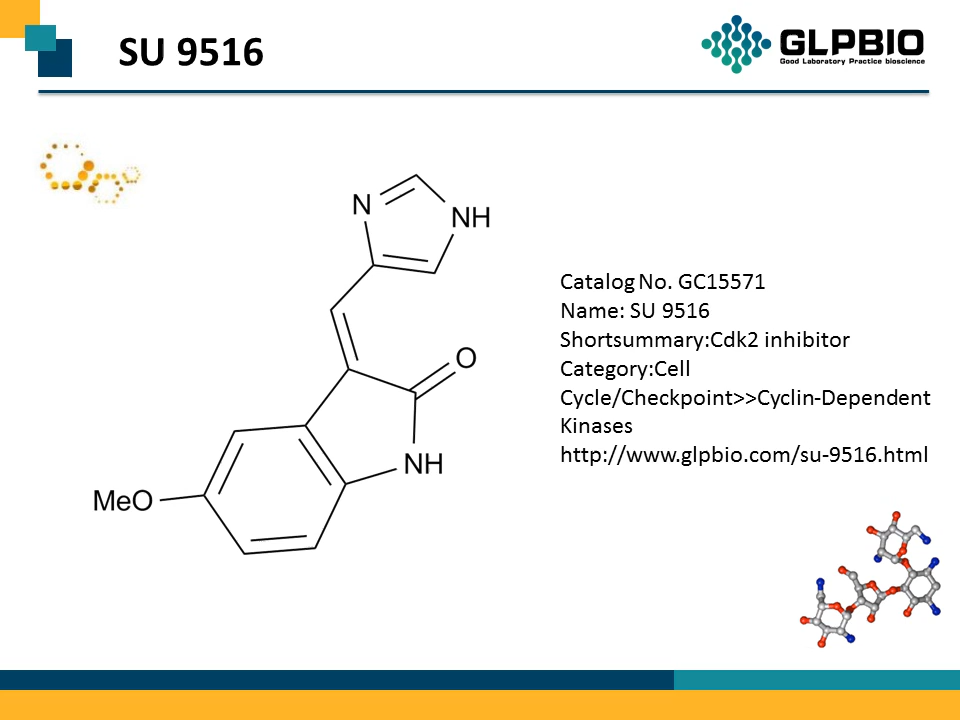 SU 9516
GLPBIO
Good Laboratory Practice bioscience
N
NH
O
NH
MeO
Catalog No. GC15571
Name: SU 9516
Shortsummary:Cdk2 inhibitor
Category:Cell
Cycle/Checkpoint>>Cyclin-Dependent
Kinases
http://www.glpbio.com/su-9516.html